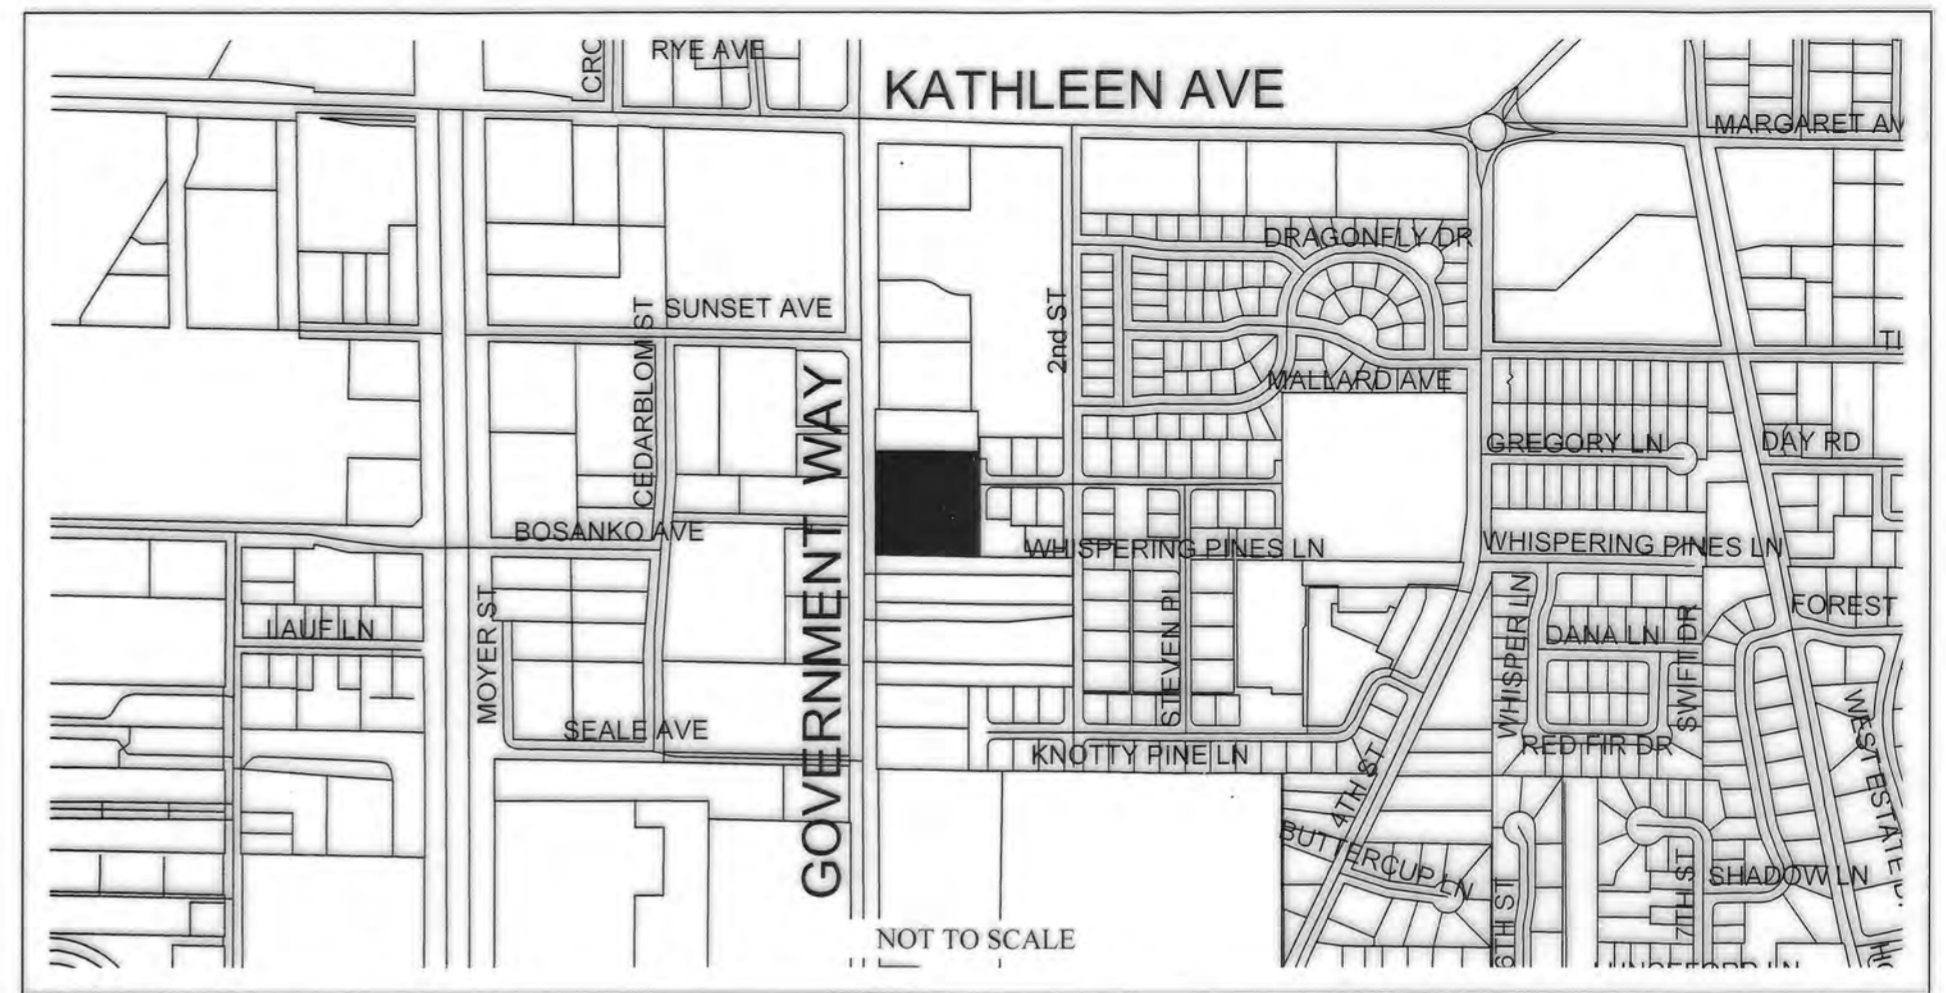 RYE AVE
CRO
KATHLEEN AVE
MARGARET AV
DRAGONFLY DR
SUNSET AVE
CEDARBLOM ST
2nd ST
TI
MALLARD AVE
GOVERNMENT WAY
GREGORY LN
DAY RD
BOSANKO AVE
WHISPERING PINES LN
WHISPERING PINES LN
MOYER ST
LAUF LN
STEVEN PL
WHISPER LN
DANA LN
SWIFT DR
FOREST
SEALE AVE
KNOTTY PINE LN
RED FIR DR
WEST ESTATE D
4TH ST
BUTTERCUP LN
6TH ST
7TH ST
SHADOW LN
NOT TO SCALE